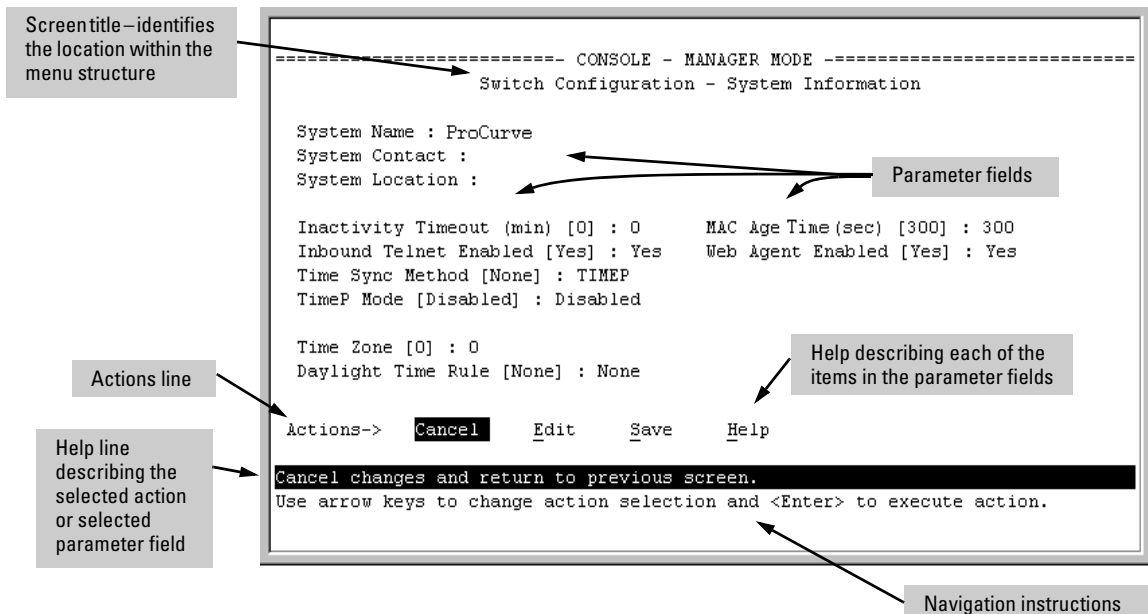 Screen title – identifies
the location within the
menu structure
==========================- CONSOLE - MANAGER MODE -============================
Switch Configuration - System Information
System Name : ProCurve
System Contact :
System Location :
Parameter fields
Inactivity Timeout (min) [0] : 0 MAC Age Time (sec) [300] : 300
Inbound Telnet Enabled [Yes] : Yes Web Agent Enabled [Yes] : Yes
Time Sync Method [None] : TIMEP
TimeP Mode [Disabled] : Disabled
Time Zone [0] : 0
Daylight Time Rule [None] : None
Help describing each of the
items in the parameter fields
Actions line
Actions-> Cancel Edit Save Help
Help line
describing the
selected action
or selected
parameter field
Cancel changes and return to previous screen.
Use arrow keys to change action selection and <Enter> to execute action.
Navigation instructions